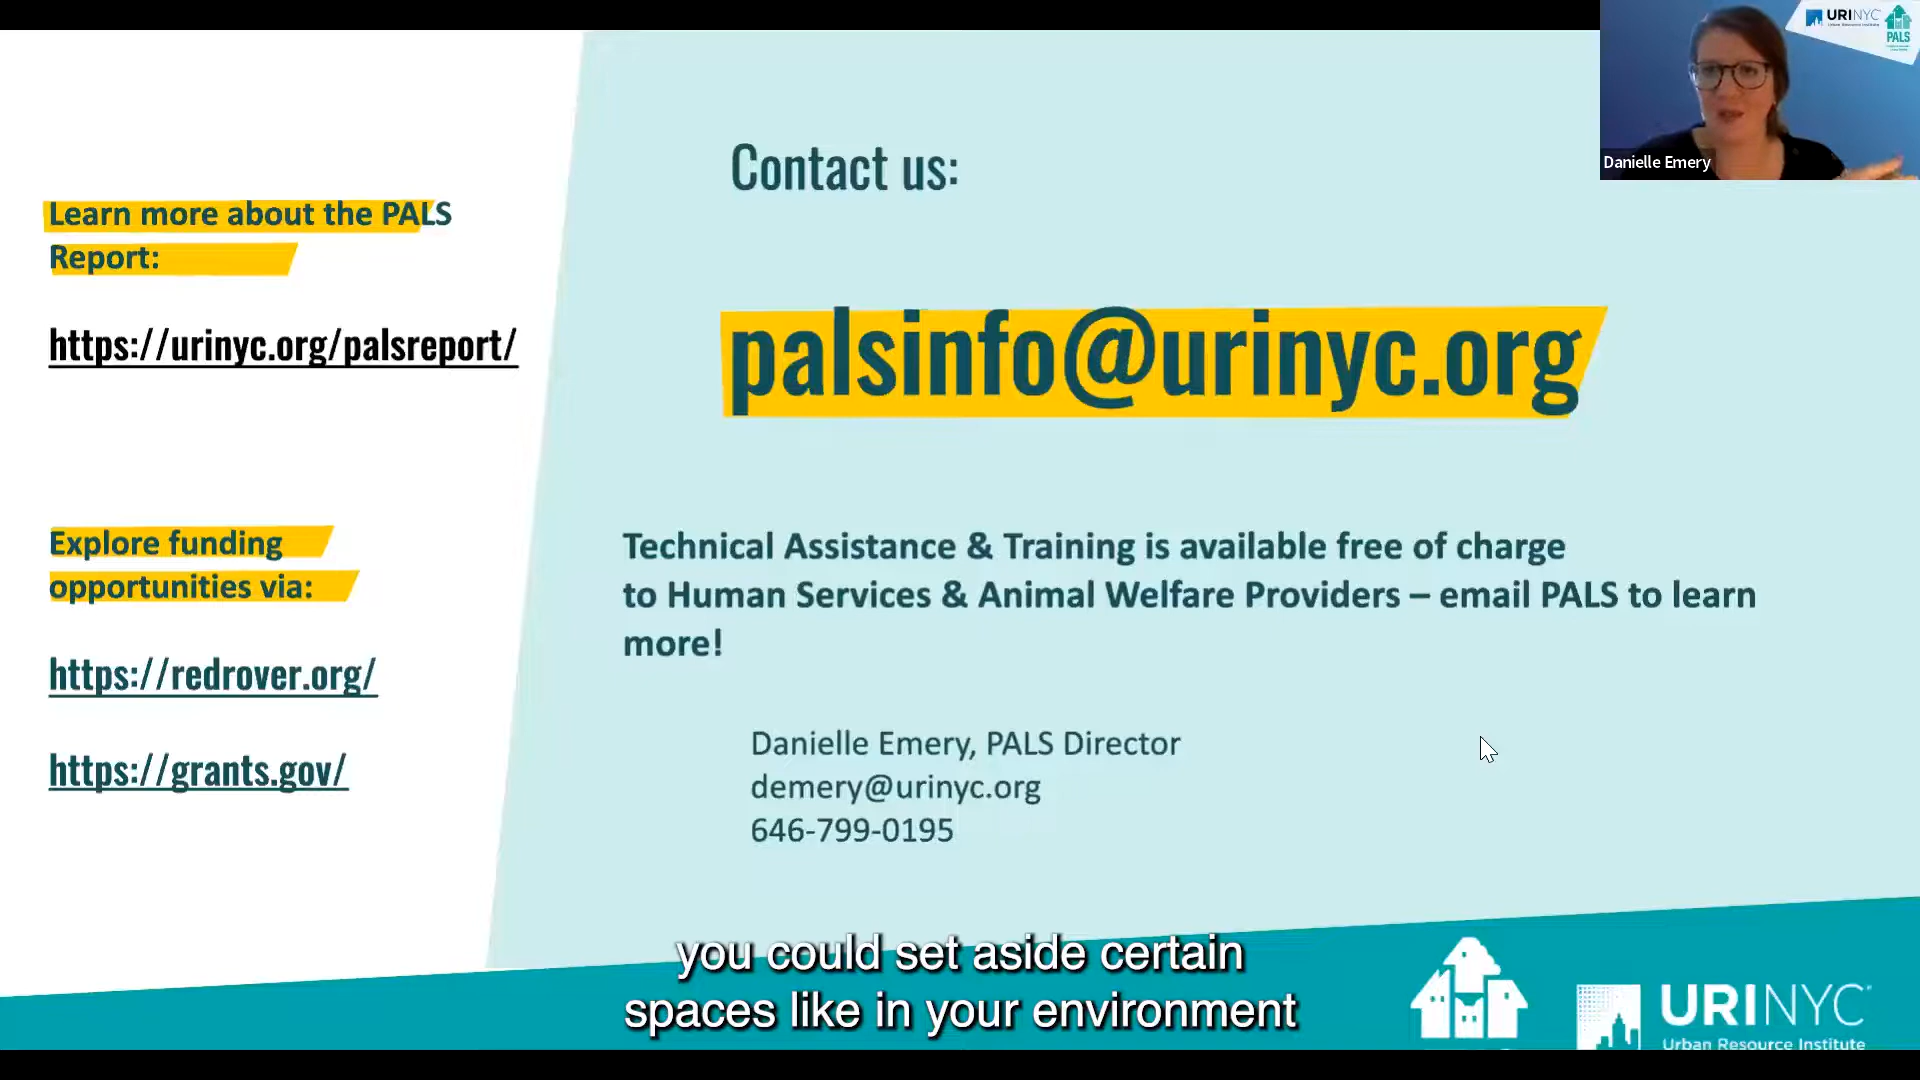 URINYC
PALS
Danielle Emery
Learn more about the PALS
Report:
https://urinyc.org/palsreport/
Explore funding
opportunities via:
https://redrover.org/
https://grants.gov/
Contact us:
palsinfo@urinyc.org
Technical Assistance & Training is available free of charge
to Human Services & Animal Welfare Providers – email PALS to learn
more!
Danielle Emery, PALS Director
demery@urinyc.org
646-799-0195
you could set aside certain
spaces like in your environment
URINYC
Urban Resource Institute